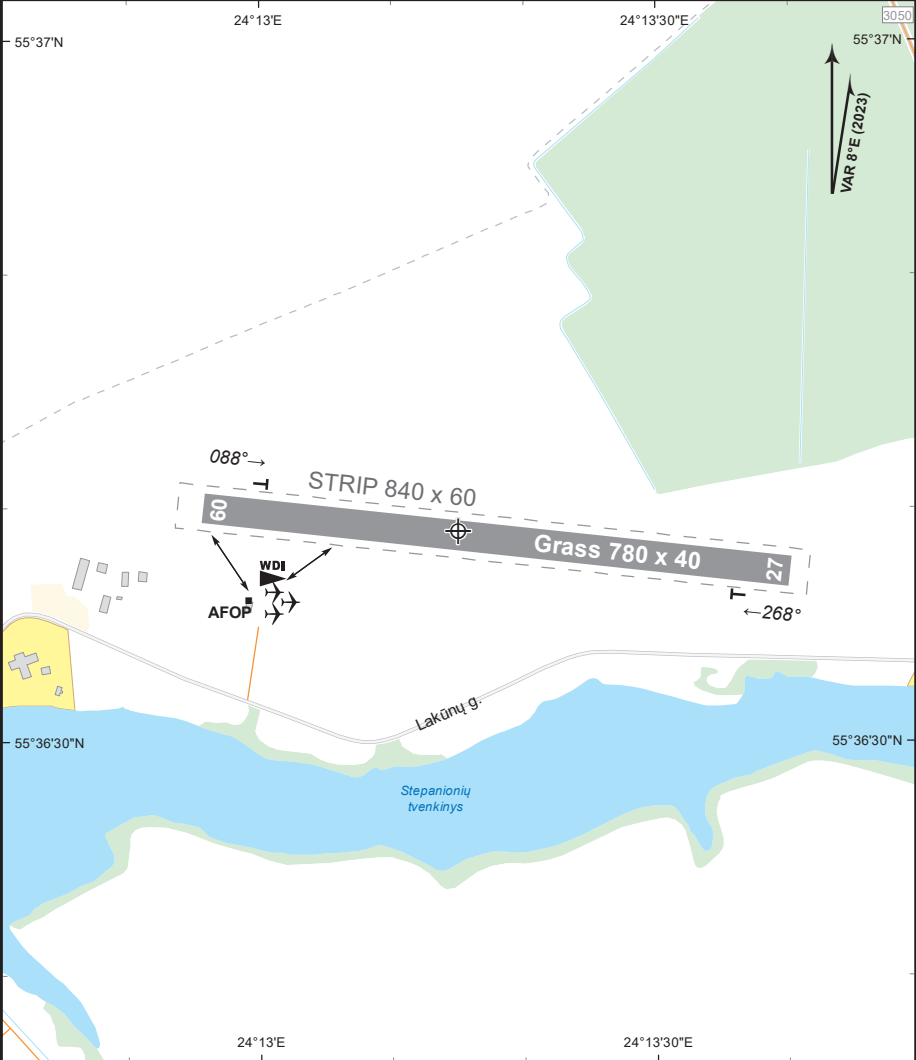 24°13'E
24°13'30"E
3050
55°37'N
55°37'N
VAR 8°E (2023)
088°→
STRIP 840 x 60
09
Grass 780 x 40
27
WDI
AFOP
←268°
Lakūnų g.
55°36'30"N
55°36'30"N
Stepanionių
tvenkinys
24°13'E
24°13'30"E